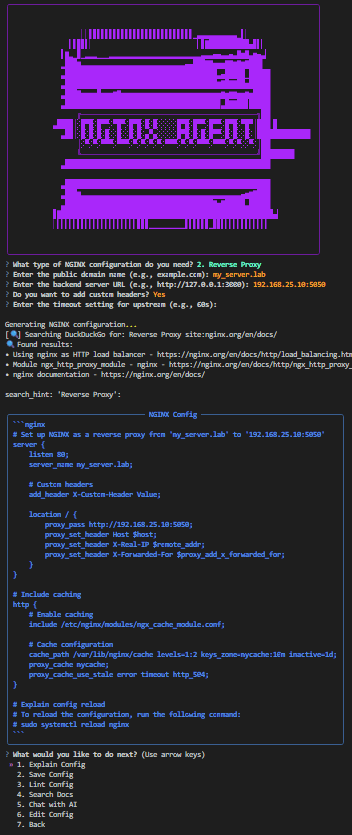 ? What type of NGINX configuration do you need? 2. Reverse Proxy
? Enter the public domain name (e.g., example.com): my_server.lab
? Enter the backend server URL (e.g., http://127.0.0.1:3000): 192.168.25.10:5050
? Do you want to add custom headers? Yes
? Enter the timeout setting for upstream (e.g., 60s):
Generating NGINX configuration...
[🔍] Searching DuckDuckGo for: Reverse Proxy site:nginx.org/en/docs/
🔍 Found results:
• Using nginx as HTTP load balancer - https://nginx.org/en/docs/http/load_balancing.htm
• Module ngx_http_proxy_module - nginx - https://nginx.org/en/docs/http/ngx_http_proxy_
• nginx documentation - https://nginx.org/en/docs/
search_hint: 'Reverse Proxy':
NGINX Config
```nginx
# Set up NGINX as a reverse proxy from 'my_server.lab' to '192.168.25.10:5050'
server {
    listen 80;
    server_name my_server.lab;
    # Custom headers
    add_header X-Custom-Header Value;
    location / {
        proxy_pass http://192.168.25.10:5050;
        proxy_set_header Host $host;
        proxy_set_header X-Real-IP $remote_addr;
        proxy_set_header X-Forwarded-For $proxy_add_x_forwarded_for;
    }
}
# Include caching
http {
    # Enable caching
    include /etc/nginx/modules/ngx_cache_module.conf;
    # Cache configuration
    cache_path /var/lib/nginx/cache levels=1:2 keys_zone=mycache:10m inactive=1d;
    proxy_cache mycache;
    proxy_cache_use_stale error timeout http_504;
}
# Explain config reload
# To reload the configuration, run the following command:
# sudo systemctl reload nginx
```
? What would you like to do next? (Use arrow keys)
» 1. Explain Config
2. Save Config
3. Lint Config
4. Search Docs
5. Chat with AI
6. Edit Config
7. Back